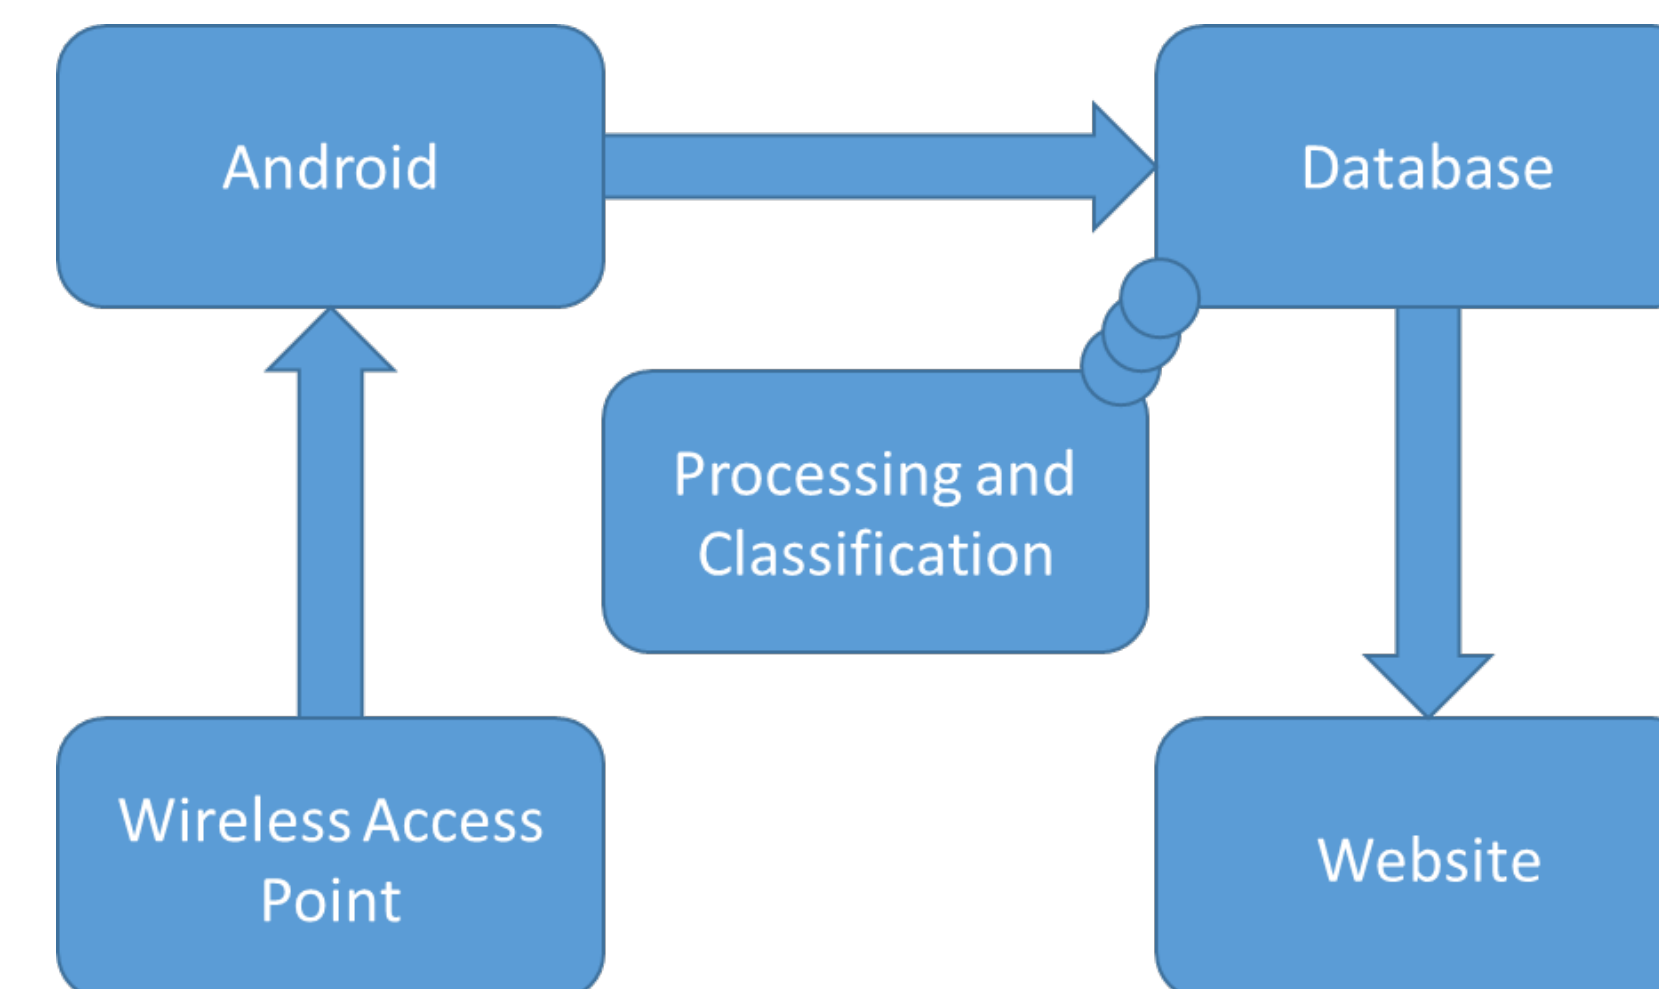 Android
Database
Processing and
Classification
Wireless Access
Point
Website